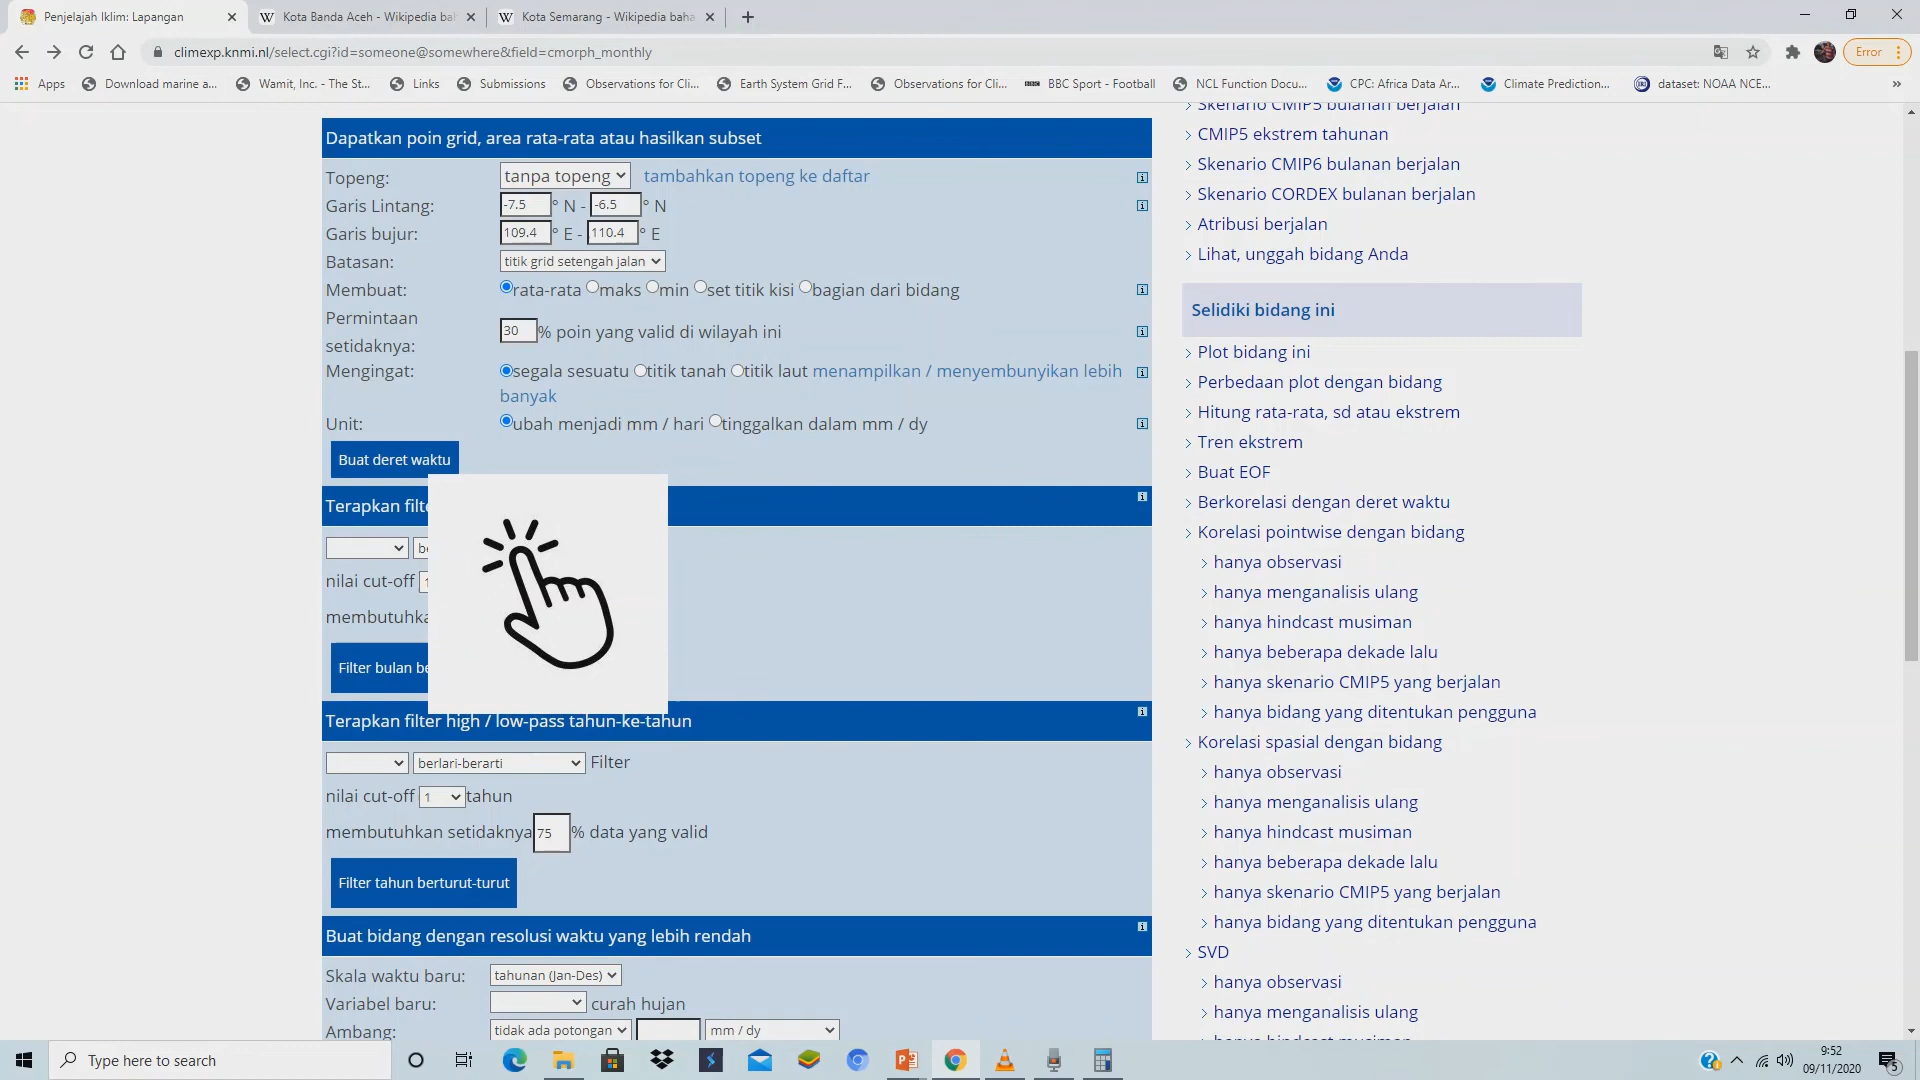 Penjelajah Iklim: Lapangan
Kota Banda Aceh - Wikipedia bah
Kota Semarang - Wikipedia baha
climexp.knmi.nl/select.cgi?id=someone@somewhere&field=cmorph_monthly
Error
Apps
Download marine a...
Wamit, Inc. - The St...
Links
Submissions
Observations for Cli...
Earth System Grid F...
Observations for Cli...
BBC Sport - Football
NCL Function Docu...
CPC: Africa Data Ar...
Climate Prediction...
dataset: NOAA NCE...
Dapatkan poin grid, area rata-rata atau hasilkan subset
Topeng: tanpa topeng tambahkan topeng ke daftar
Garis Lintang: -7.5 ° N - -6.5 ° N
Garis bujur: 109.4 ° E - 110.4 ° E
Batasan: titik grid setengah jalan
Membuat: rata-rata maks min set titik kisi bagian dari bidang
Permintaan
setidaknya: 30 % poin yang valid di wilayah ini
Mengingat: segala sesuatu titik tanah titik laut menampilkan / menyembunyikan lebih
banyak
Unit: ubah menjadi mm / hari tinggalkan dalam mm / dy
Buat deret waktu
Terapkan filte
be
nilai cut-off 1
membutuhka
Filter bulan be
Terapkan filter high / low-pass tahun-ke-tahun
berlari-berarti Filter
nilai cut-off 1 tahun
membutuhkan setidaknya 75 % data yang valid
Filter tahun berturut-turut
Buat bidang dengan resolusi waktu yang lebih rendah
Skala waktu baru: tahunan (Jan-Des)
Variabel baru: curah hujan
Ambang: tidak ada potongan mm / dy
Skenario CMIP5 bulanan berjalan
CMIP5 ekstrem tahunan
Skenario CMIP6 bulanan berjalan
Skenario CORDEX bulanan berjalan
Atribusi berjalan
Lihat, unggah bidang Anda
Selidiki bidang ini
Plot bidang ini
Perbedaan plot dengan bidang
Hitung rata-rata, sd atau ekstrem
Tren ekstrem
Buat EOF
Berkorelasi dengan deret waktu
Korelasi pointwise dengan bidang
hanya observasi
hanya menganalisis ulang
hanya hindcast musiman
hanya beberapa dekade lalu
hanya skenario CMIP5 yang berjalan
hanya bidang yang ditentukan pengguna
Korelasi spasial dengan bidang
hanya observasi
hanya menganalisis ulang
hanya hindcast musiman
hanya beberapa dekade lalu
hanya skenario CMIP5 yang berjalan
hanya bidang yang ditentukan pengguna
SVD
hanya observasi
hanya menganalisis ulang
Type here to search
9:52
09/11/2020
5